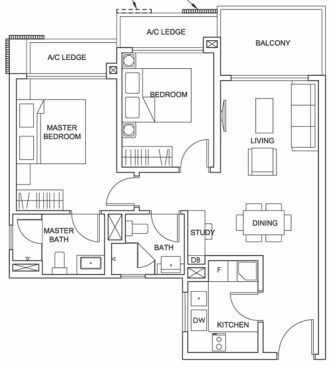 A/C LEDGE
BALCONY
A/C LEDGE
BEDROOM
MASTER
BEDROOM
LIVING
DINING
MASTER
BATH
STUDY
BATH
DB
F
DW
KITCHEN